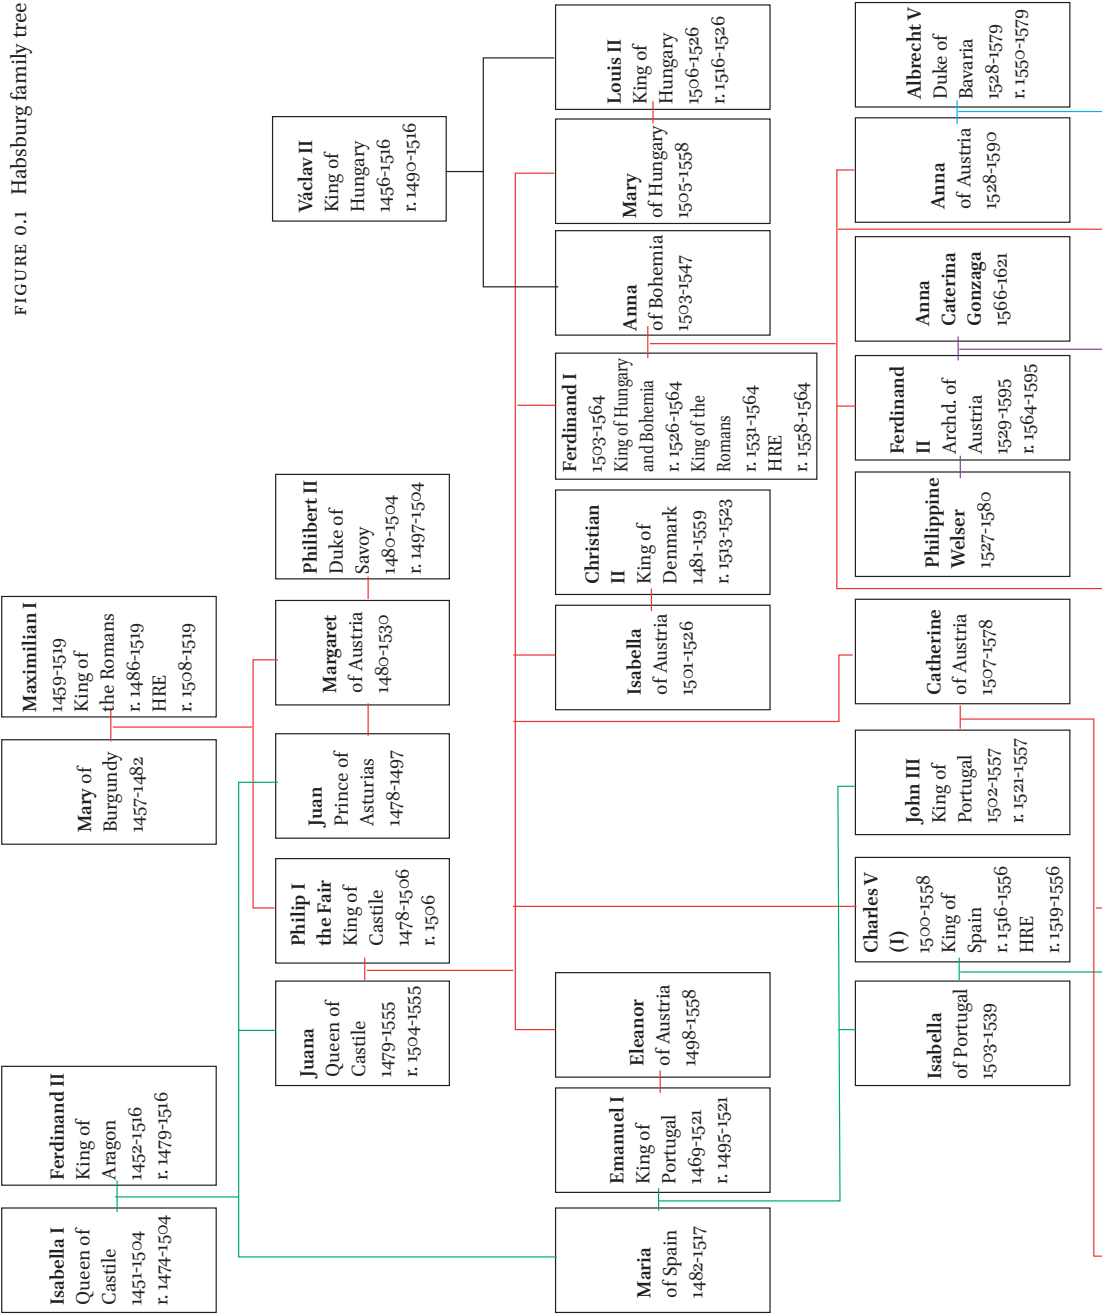 FIGURE 0.1 Habsburg family tree
Isabella I
Queen of
Castile
1451-1504
r. 1474-1504
Ferdinand II
King of
Aragon
1452-1516
r. 1479-1516
Mary of
Burgundy
1457-1482
Maximilian I
1459-1519
King of
the Romans
r. 1486-1519
HRE
r. 1508-1519
Juana
Queen of
Castile
1479-1555
r. 1504-1555
Philip I
the Fair
King of
Castile
1478-1506
r. 1506
Juan
Prince of
Asturias
1478-1497
Margaret
of Austria
1480-1530
Philibert II
Duke of
Savoy
1480-1504
r. 1497-1504
Václav II
King of
Hungary
1456-1516
r. 1490-1516
Maria
of Spain
1482-1517
Emanuel I
King of
Portugal
1469-1521
r. 1495-1521
Eleanor
of Austria
1498-1558
Isabella
of Austria
1501-1526
Christian
II
King of
Denmark
1481-1559
r. 1513-1523
Ferdinand I
1503-1564
King of Hungary
and Bohemia
r. 1526-1564
King of the
Romans
r. 1531-1564
HRE
r. 1558-1564
Anna
of Bohemia
1503-1547
Mary
of Hungary
1505-1558
Louis II
King of
Hungary
1506-1526
r. 1516-1526
Isabella
of Portugal
1503-1539
Charles V
(I)
1500-1558
King of
Spain
r. 1516-1556
HRE
r. 1519-1556
John III
King of
Portugal
1502-1557
r. 1521-1557
Catherine
of Austria
1507-1578
Philippine
Welser
1527-1580
Ferdinand
II
Archd. of
Austria
1529-1595
r. 1564-1595
Anna
Caterina
Gonzaga
1566-1621
Anna
of Austria
1528-1590
Albrecht V
Duke of
Bavaria
1528-1579
r. 1550-1579